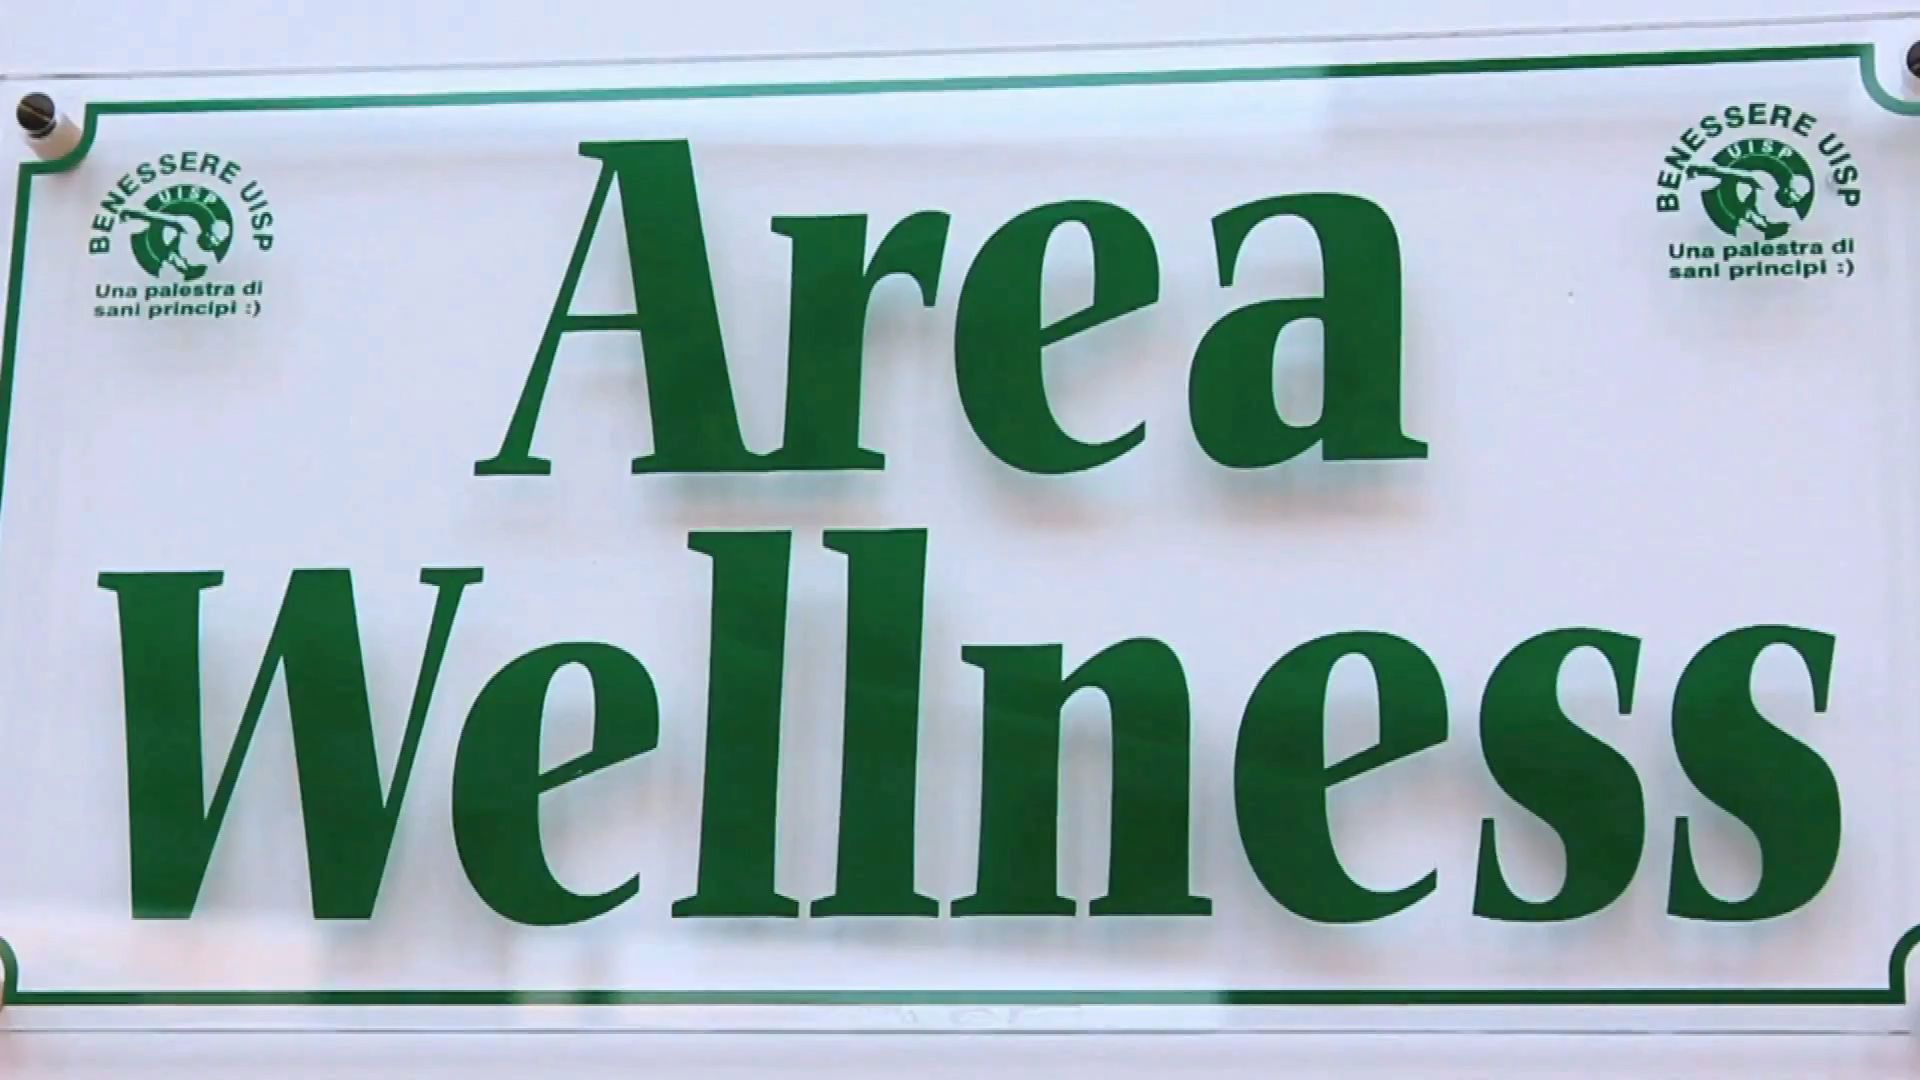 BENESSERE UISP
UISP
Una palestra di
sani principi :)
BENESSERE UISP
UISP
Una palestra di
sani principi :)
Area
Wellness